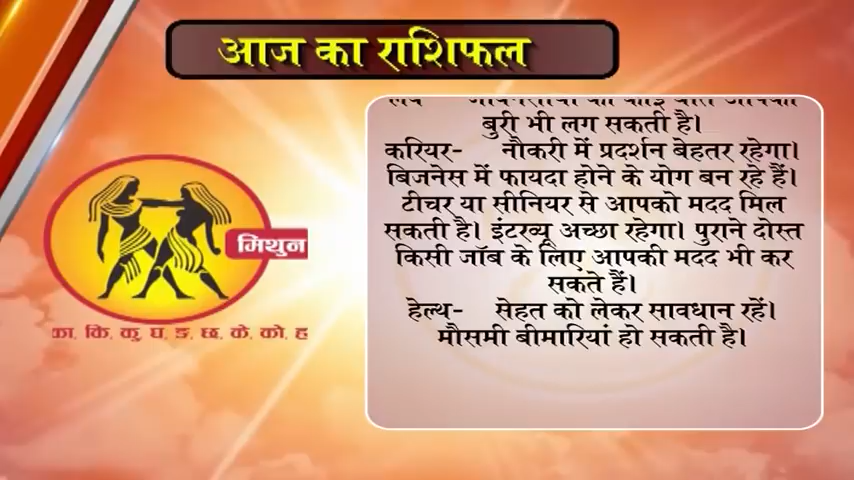 आज का राशिफल
बुरी भी लग सकती है।
करियर- नौकरी में प्रदर्शन बेहतर रहेगा।
बिजनेस में फायदा होने के योग बन रहे हैं।
टीचर या सीनियर से आपको मदद मिल
सकती है। इंटरव्यू अच्छा रहेगा। पुराने दोस्त
किसी जॉब के लिए आपकी मदद भी कर
सकते हैं।
हेल्थ- सेहत को लेकर सावधान रहें।
मौसमी बीमारियां हो सकती है।
मिथुन
का, कि, कु, घ, ङ, छ, के, को, ह